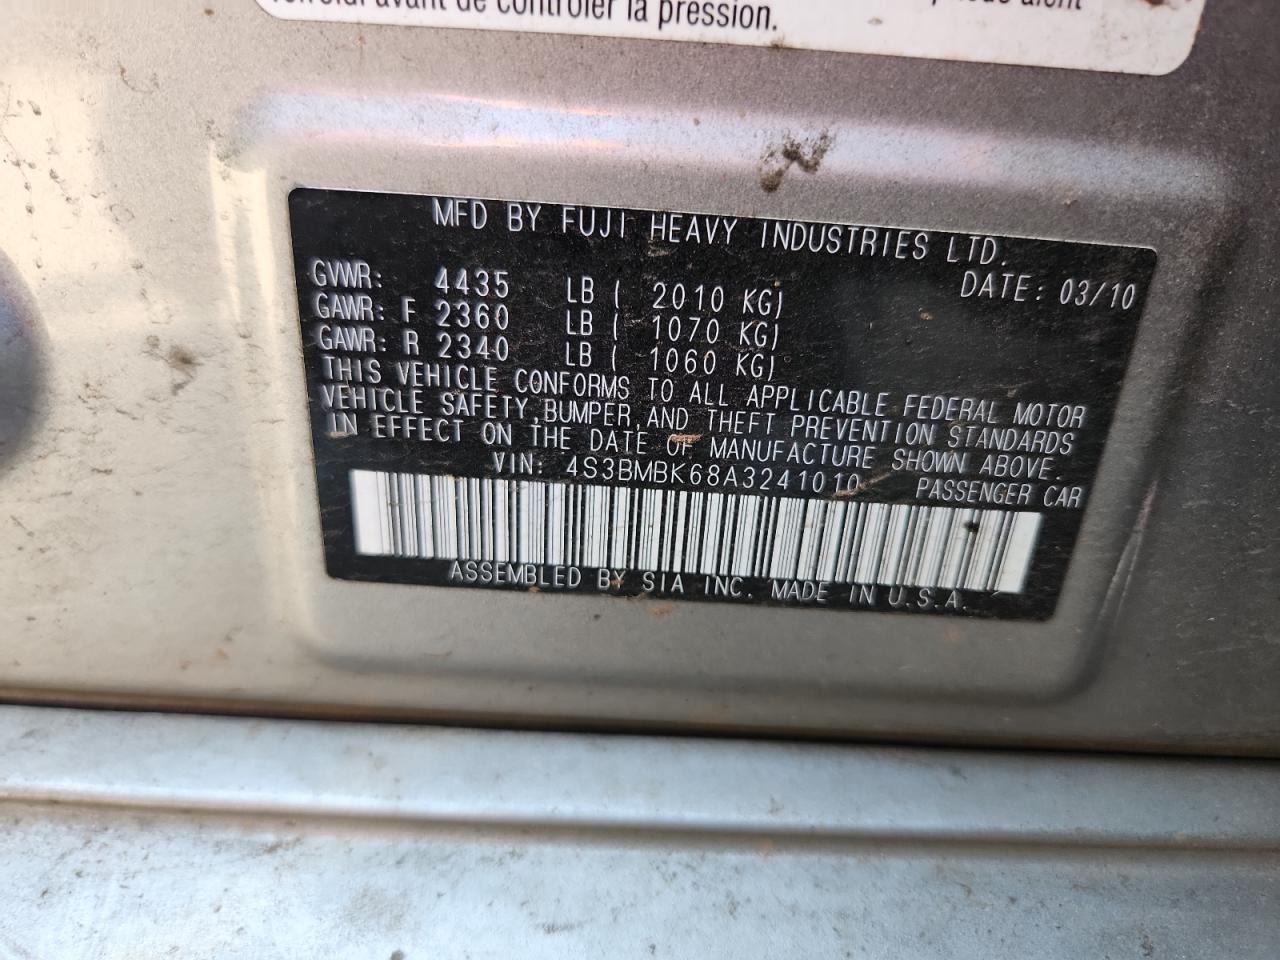 avant de contrôler la pression.
MFD BY FUJI HEAVY INDUSTRIES LTD.
DATE: 03/10
GVWR: 4435 LB ( 2010 KG)
GAWR: F 2360 LB ( 1070 KG)
GAWR: R 2340 LB ( 1060 KG)
THIS VEHICLE CONFORMS TO ALL APPLICABLE FEDERAL MOTOR
VEHICLE SAFETY, BUMPER, AND THEFT PREVENTION STANDARDS
IN EFFECT ON THE DATE OF MANUFACTURE SHOWN ABOVE.
VIN: 4S3BMBK68A3241010 PASSENGER CAR
ASSEMBLED BY SIA INC. MADE IN U.S.A.